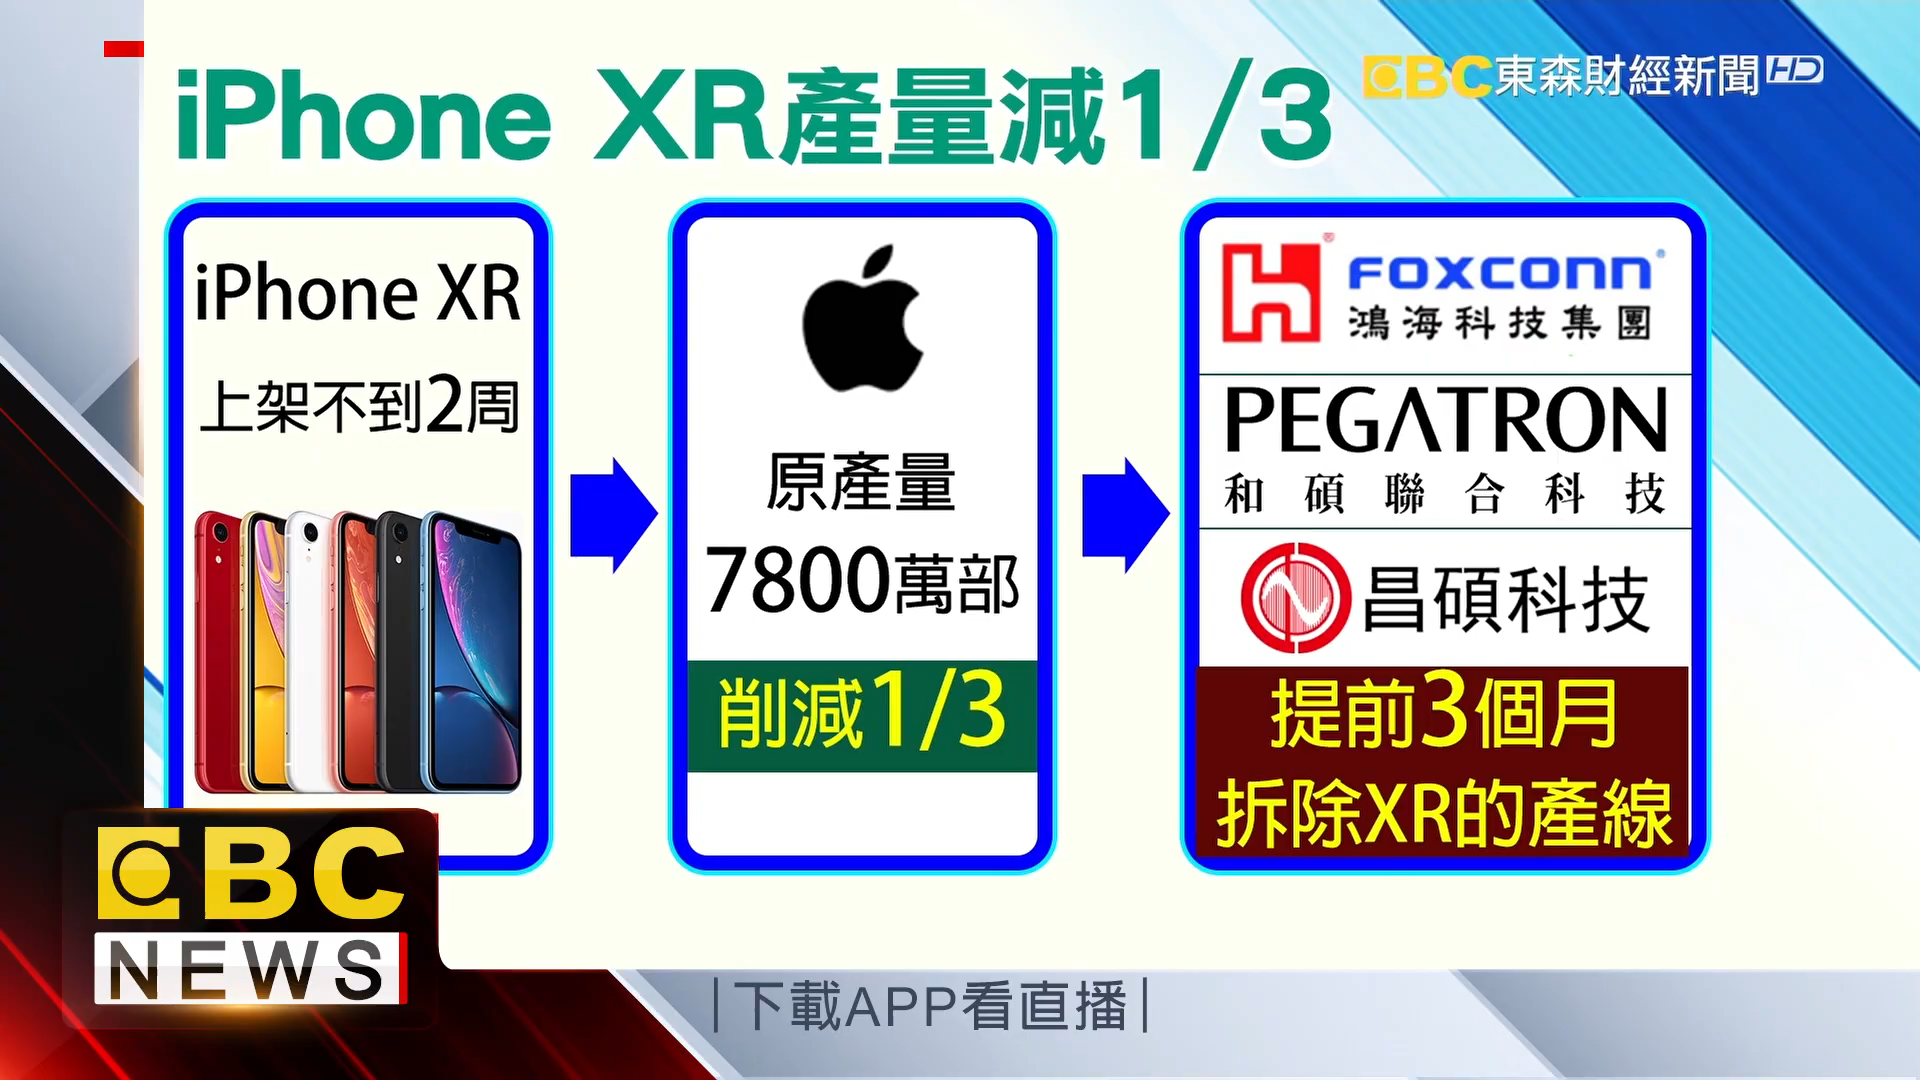 iPhone XR產量減1/3
EBC東森財經新聞HD
iPhone XR
上架不到2周
原產量
7800萬部
削減1/3
FOXCONN
鴻海科技集團
PEGATRON
和碩聯合科技
昌碩科技
提前3個月
拆除XR的產線
EBC
NEWS
|下載APP看直播|